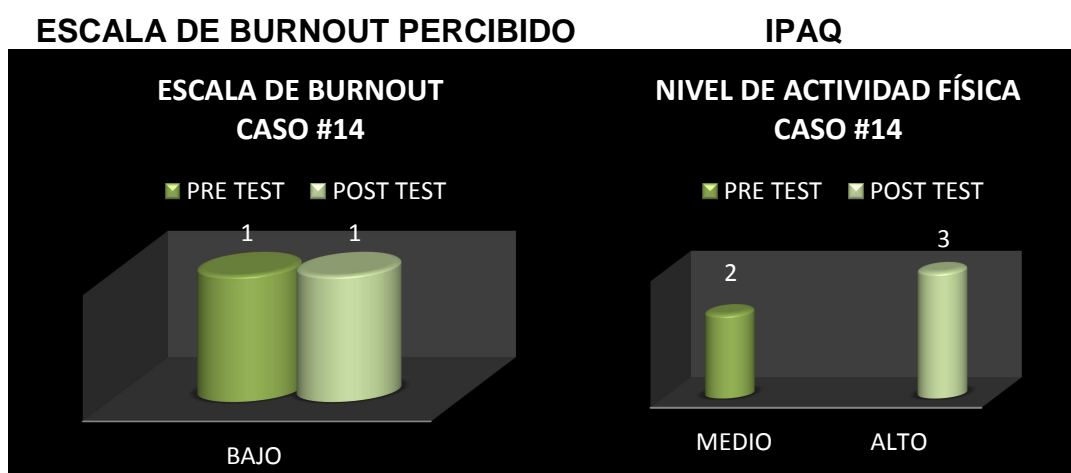 ESCALA DE BURNOUT PERCIBIDO
IPAQ
ESCALA DE BURNOUT
CASO #14
PRE TEST
POST TEST
1
1
BAJO
NIVEL DE ACTIVIDAD FÍSICA
CASO #14
PRE TEST
POST TEST
2
3
MEDIO
ALTO